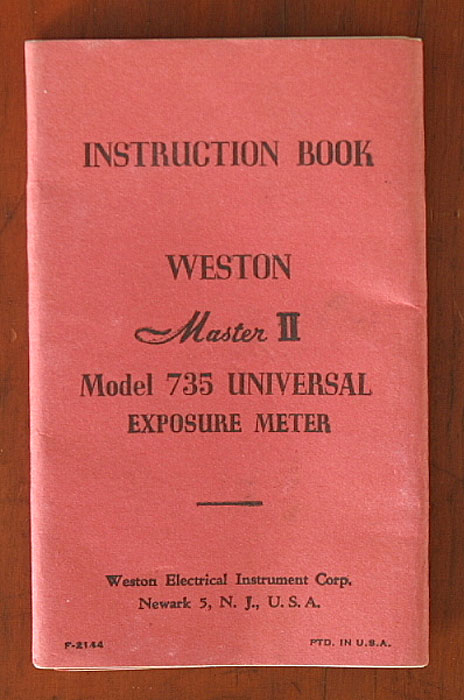 INSTRUCTION BOOK
WESTON
Master II
Model 735 UNIVERSAL
EXPOSURE METER
Weston Electrical Instrument Corp.
Newark 5, N. J., U. S. A.
F-2144 PTD. IN U.S.A.